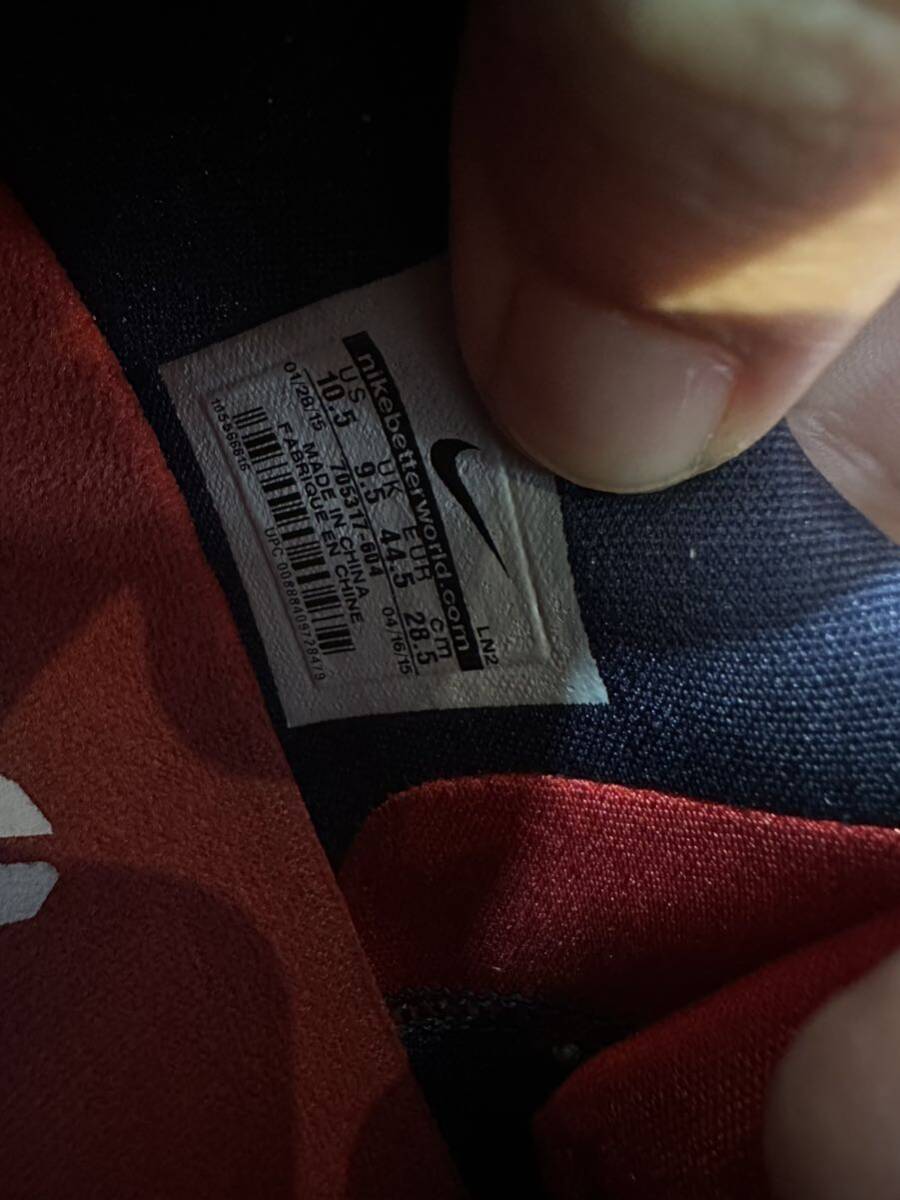 LN2
nikebetterworld.com
US UK EUR cm
10.5 9.5 44.5 28.5
01/28/15 705317-604 04/16/15
MADE IN CHINA
FABRIQUE EN CHINE
UPC 00888409778479